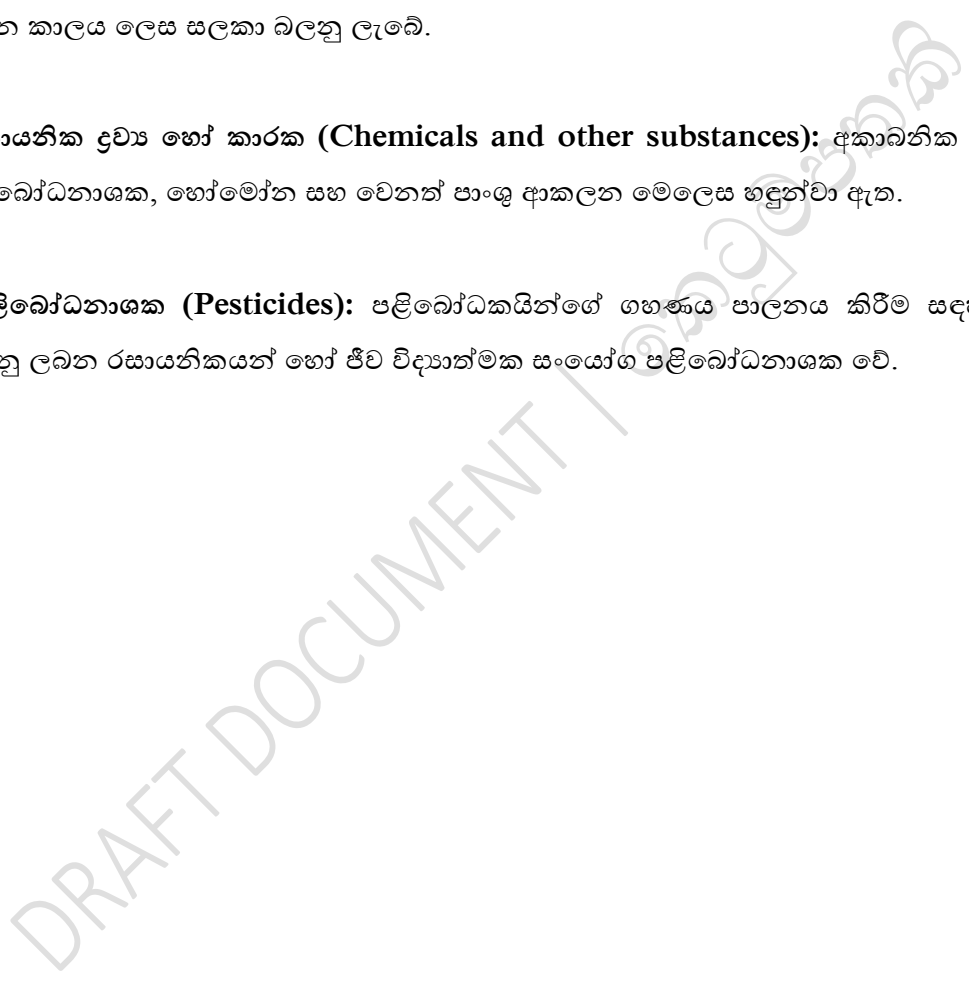 න කාලය ලෙස සලකා බලනු ලැබේ.
ායනික ද්‍රව්‍ය හෝ කාරක (Chemicals and other substances): අකාබනික
බෝධනාශක, හෝමෝන සහ වෙනත් පාංශු ආකලන මෙලෙස හඳුන්වා ඇත.
ළිබෝධනාශක (Pesticides): පළිබෝධකයින්ගේ ගහණය පාලනය කිරීම සඳ
නු ලබන රසායනිකයන් හෝ ජීව විද්‍යාත්මක සංයෝග පළිබෝධනාශක වේ.
DRAFT DOCUMENT | කෙටුම්පතකි